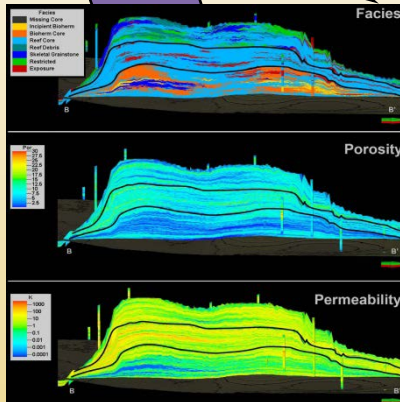 Facies
Facies
Missing Core
Incipient Bioherm
Bioherm Core
Reef Core
Reef Debris
Skeletal Grainstone
Restricted
Exposure
B
B'
Porosity
Por
30
27.5
25
22.5
20
17.5
15
12.5
10
7.5
5
2.5
B
B'
Permeability
K
1000
100
10
1
0.1
0.01
0.001
0.0001
B
B'